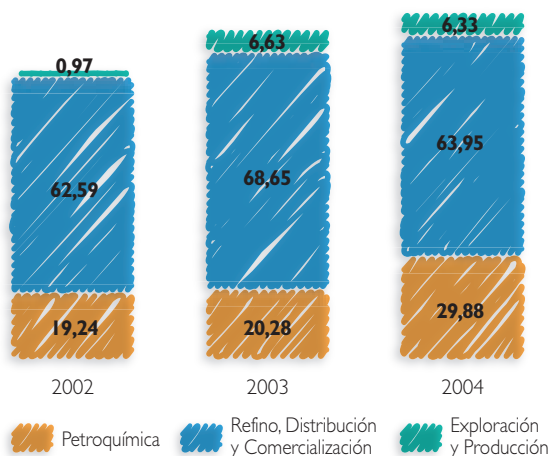 0,97
62,59
19,24
2002
6,63
68,65
20,28
2003
6,33
63,95
29,88
2004
Petroquímica
Refino, Distribución
y Comercialización
Exploración
y Producción